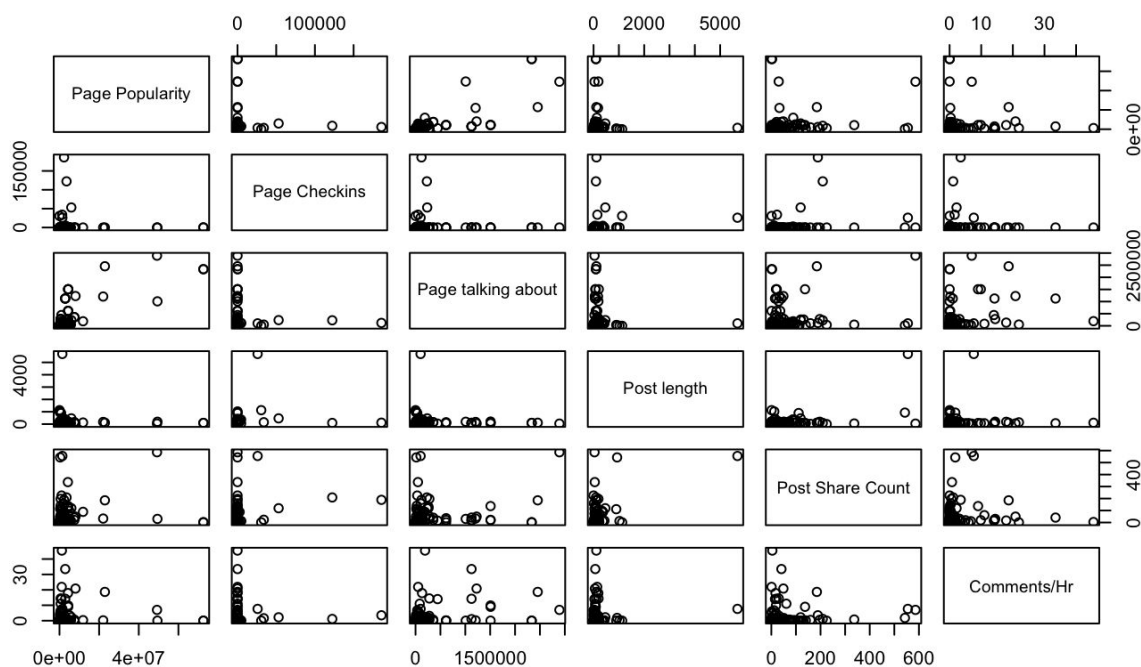 0 100000 0 2000 5000 0 10 30
Page Popularity
0e+00
150000
0
Page Checkins
Page talking about
2500000
0
4000
0
Post length
Post Share Count
400
0
30
0
Comments/Hr
0e+00 4e+07 0 1500000 0 200 600